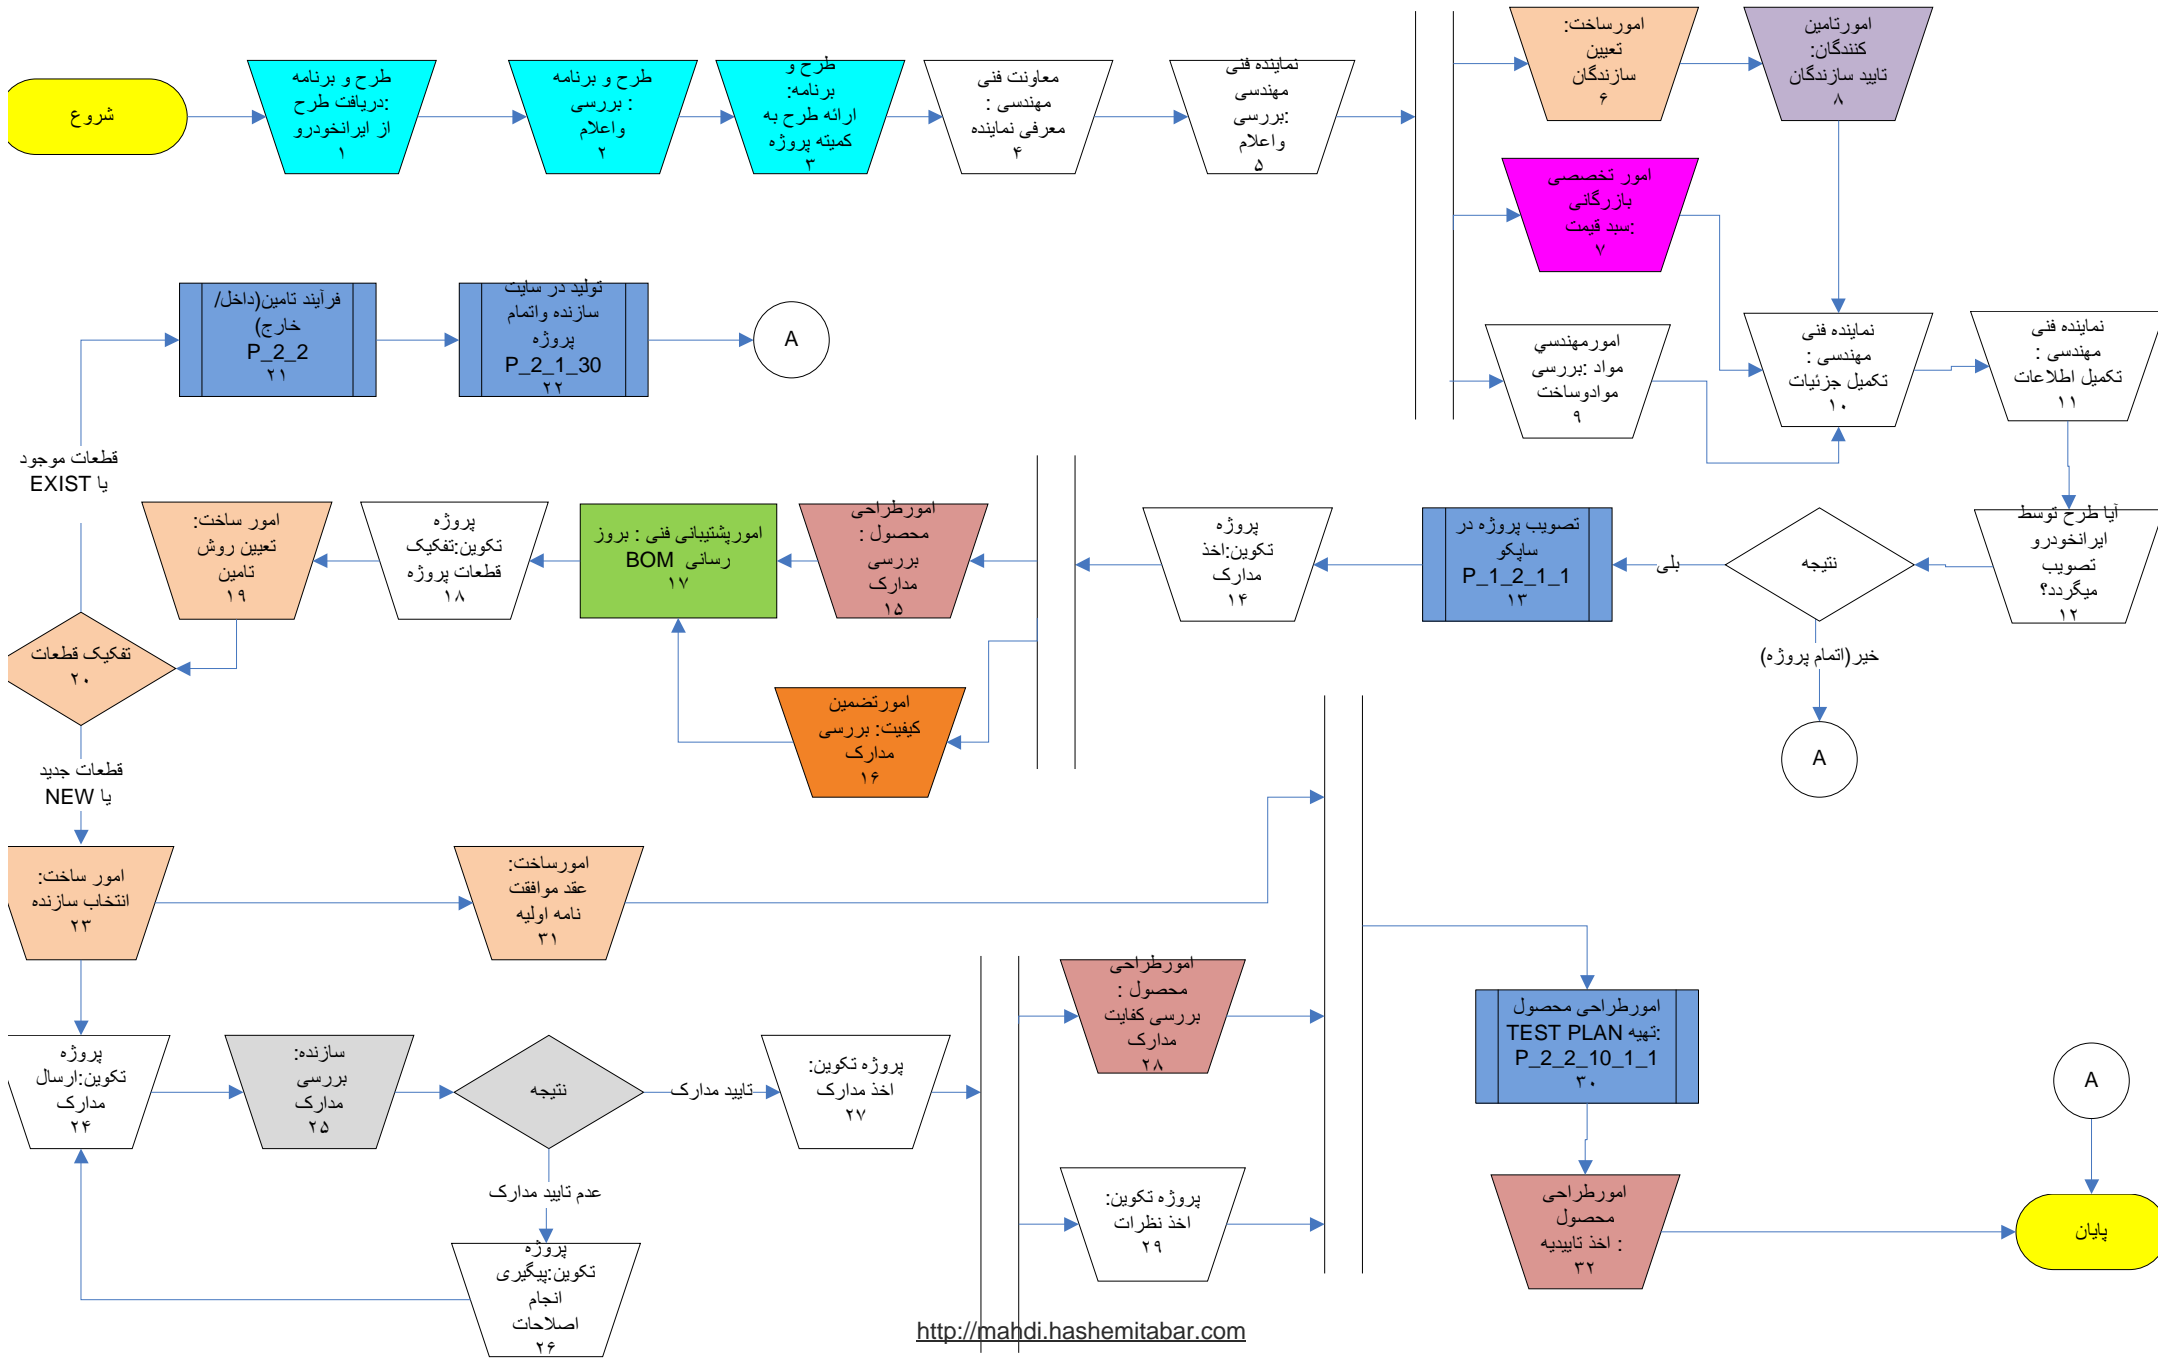 شروع
طرح و برنامه
:دریافت طرح
از ایرانخودرو
۱
طرح و برنامه
: بررسی
واعلام
۲
طرح و
برنامه:
ارائه طرح به
کمیته پروژه
۳
معاونت فنی
مهندسی :
معرفی نماینده
۴
نماینده فنی
مهندسی
:بررسی
واعلام
۵
امورساخت:
تعیین
سازندگان
۶
امورتامین
کنندگان:
تایید سازندگان
۸
امور تخصصی
بازرگانی
:سبد قیمت
۷
امورمهندسي
مواد :بررسی
موادوساخت
۹
نماینده فنی
مهندسی :
تکمیل جزئیات
۱۰
نماینده فنی
مهندسی :
تکمیل اطلاعات
۱۱
فرآیند تامین(داخل/
خارج)
P_2_2
۲۱
تولید در سایت
سازنده واتمام
پروژه
P_2_1_30
۲۲
A
قطعات موجود
یا EXIST
امور ساخت:
تعیین روش
تامین
۱۹
پروژه
تکوین:تفکیک
قطعات پروژه
۱۸
امورپشتیبانی فنی : بروز
رسانی BOM
۱۷
امورطراحی
محصول :
بررسی
مدارک
۱۵
پروژه
تکوین:اخذ
مدارک
۱۴
تصویب پروژه در
ساپکو
P_1_2_1_1
۱۳
بلی
نتیجه
آیا طرح توسط
ایرانخودرو
تصویب
میگردد؟
۱۲
خیر(اتمام پروژه)
A
تفکیک قطعات
۲۰
امورتضمین
کیفیت: بررسی
مدارک
۱۶
قطعات جدید
یا NEW
امور ساخت:
انتخاب سازنده
۲۳
امورساخت:
عقد موافقت
نامه اولیه
۳۱
پروژه
تکوین:ارسال
مدارک
۲۴
سازنده:
بررسی
مدارک
۲۵
نتیجه
تایید مدارک
پروژه تکوین:
اخذ مدارک
۲۷
عدم تایید مدارک
پروژه
تکوین:پیگیری
انجام
اصلاحات
۲۶
امورطراحی
محصول :
بررسی کفایت
مدارک
۲۸
پروژه تکوین:
اخذ نظرات
۲۹
امورطراحی محصول
:تهیه TEST PLAN
P_2_2_10_1_1
۳۰
امورطراحی
محصول
: اخذ تاییدیه
۳۲
A
پایان
http://mahdi.hashemitabar.com